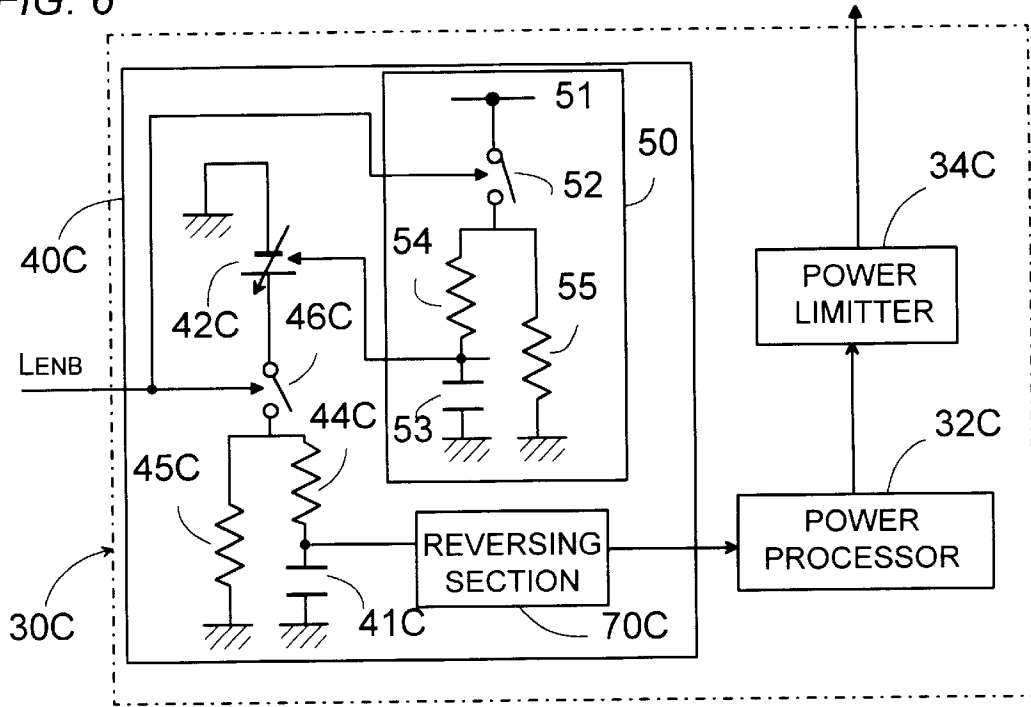 FIG. 6
51
50
52
34C
40C
54
POWER
LIMITTER
55
42C
46C
LENB
53
44C
32C
45C
REVERSING
SECTION
POWER
PROCESSOR
30C
41C
70C